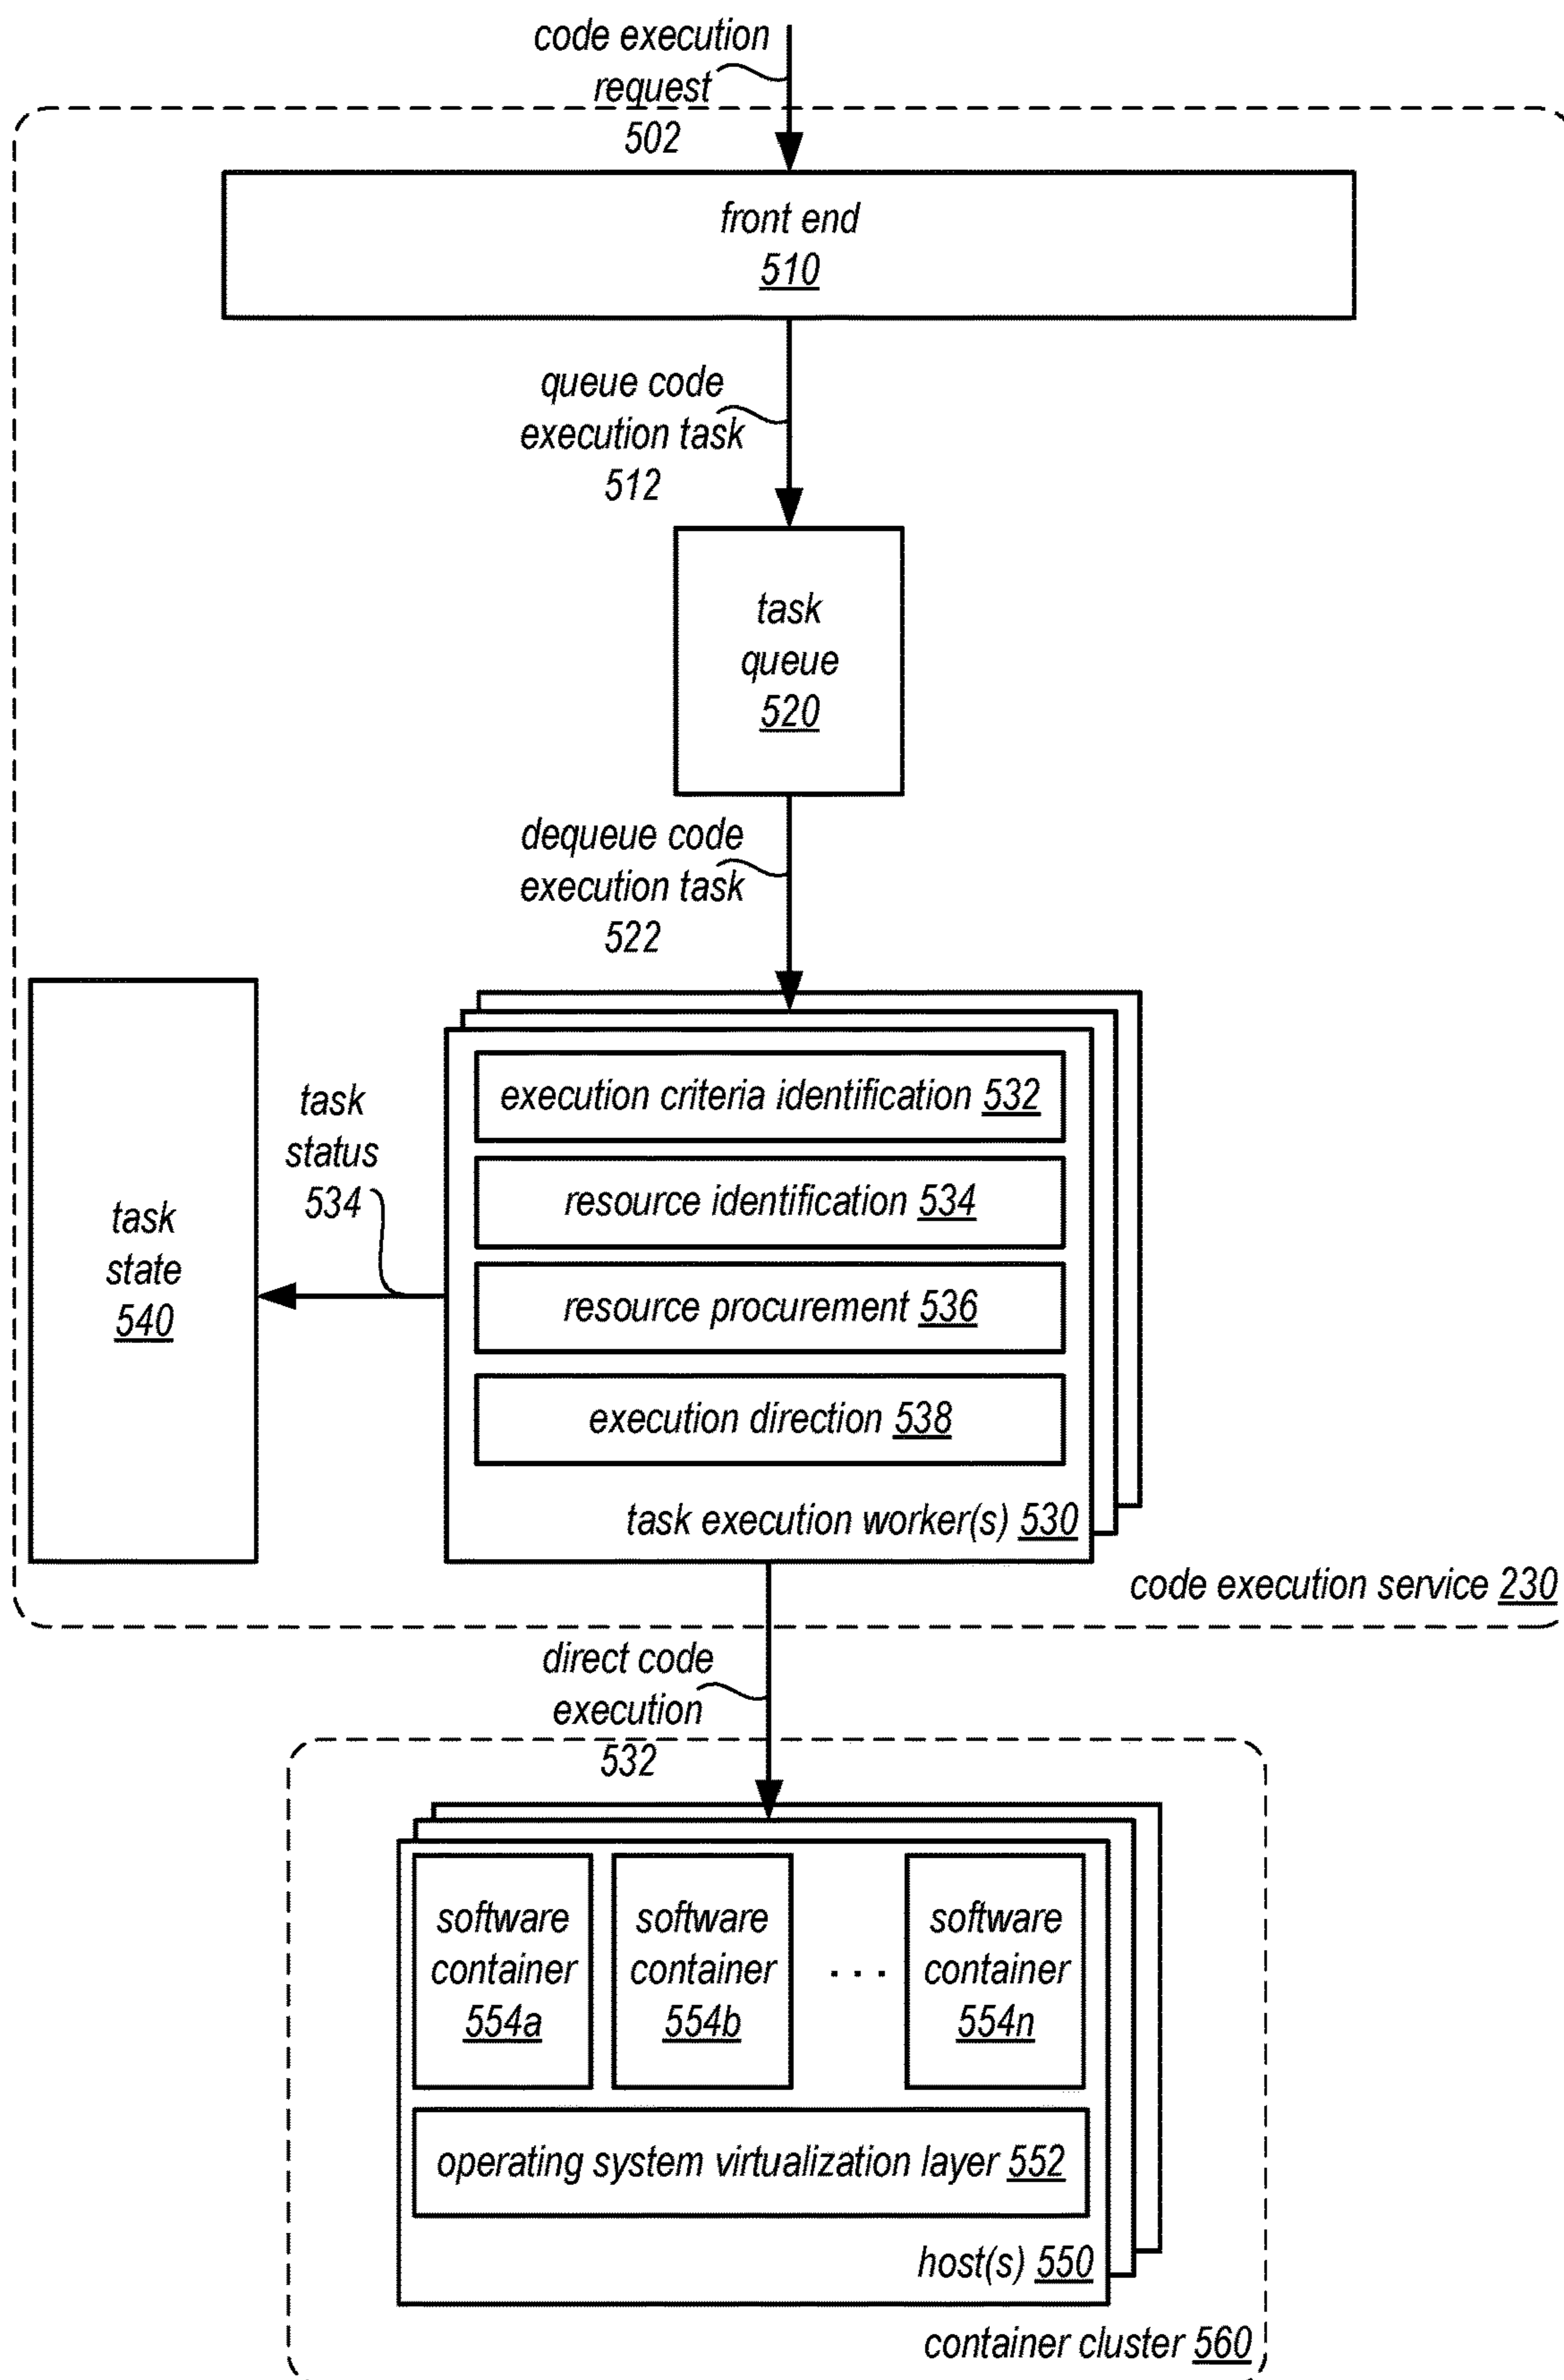 code execution
request
502
front end
510
queue code
execution task
512
task
queue
520
dequeue code
execution task
522
execution criteria identification 532
resource identification 534
resource procurement 536
execution direction 538
task execution worker(s) 530
task
status
534
task
state
540
code execution service 230
direct code
execution
532
software
container
554a
software
container
554b
. . .
software
container
554n
operating system virtualization layer 552
host(s) 550
container cluster 560